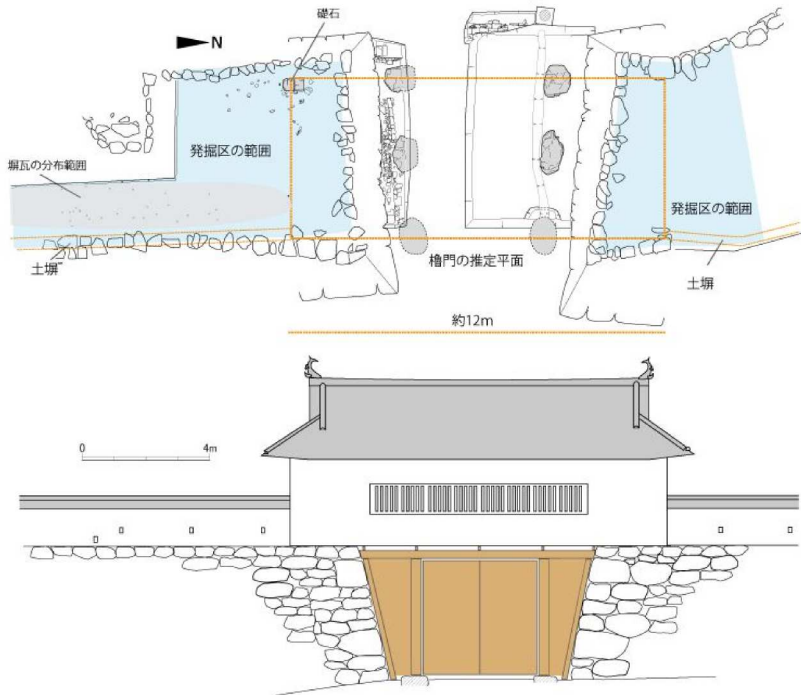 礎石
N
発掘区の範囲
塀瓦の分布範囲
発掘区の範囲
土塀
櫓門の推定平面
土塀
約12m
0 4m